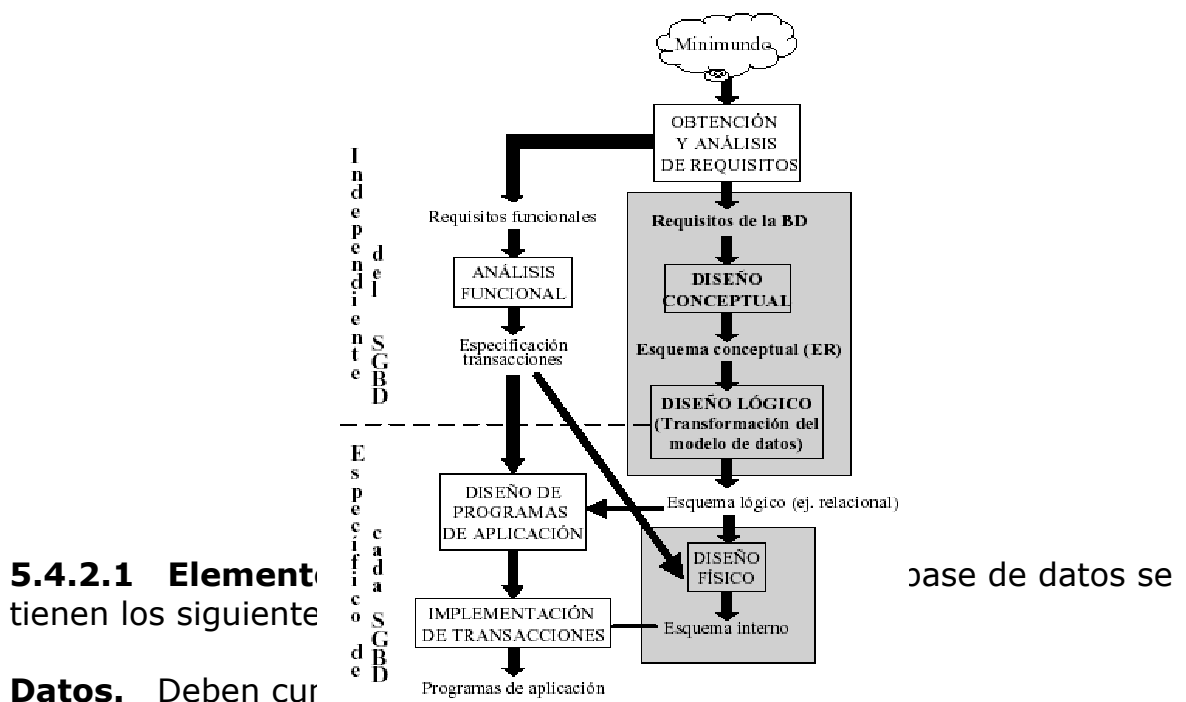 Minimundo
OBTENCIÓN
Y ANÁLISIS
DE REQUISITOS
Independiente
del SGBD
Requisitos funcionales
ANÁLISIS
FUNCIONAL
Especificación
transacciones
Requisitos de la BD
DISEÑO
CONCEPTUAL
Esquema conceptual (ER)
DISEÑO LÓGICO
(Transformación del
modelo de datos)
Específico de
cada SGBD
DISEÑO DE
PROGRAMAS
DE APLICACIÓN
Esquema lógico (ej. relacional)
DISEÑO
FÍSICO
IMPLEMENTACIÓN
DE TRANSACCIONES
Esquema interno
Programas de aplicación
5.4.2.1 Element base de datos se
tienen los siguiente
Datos. Deben cum